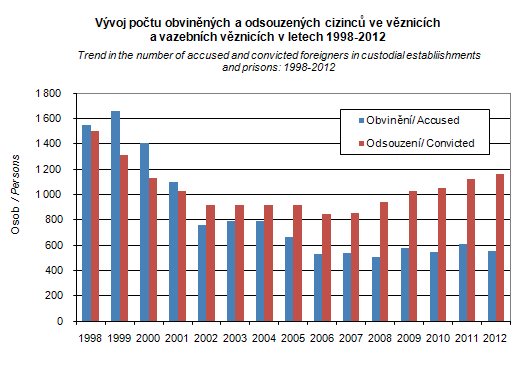 Vývoj počtu obviněných a odsouzených cizinců ve věznicích
a vazebních věznicích v letech 1998-2012
Trend in the number of accused and convicted foreigners in custodial establishments
and prisons: 1998-2012
1 800
1 600
1 400
1 200
1 000
800
600
400
200
0
Osob / Persons
Obvinění/ Accused
Odsouzení/ Convicted
1998 1999 2000 2001 2002 2003 2004 2005 2006 2007 2008 2009 2010 2011 2012